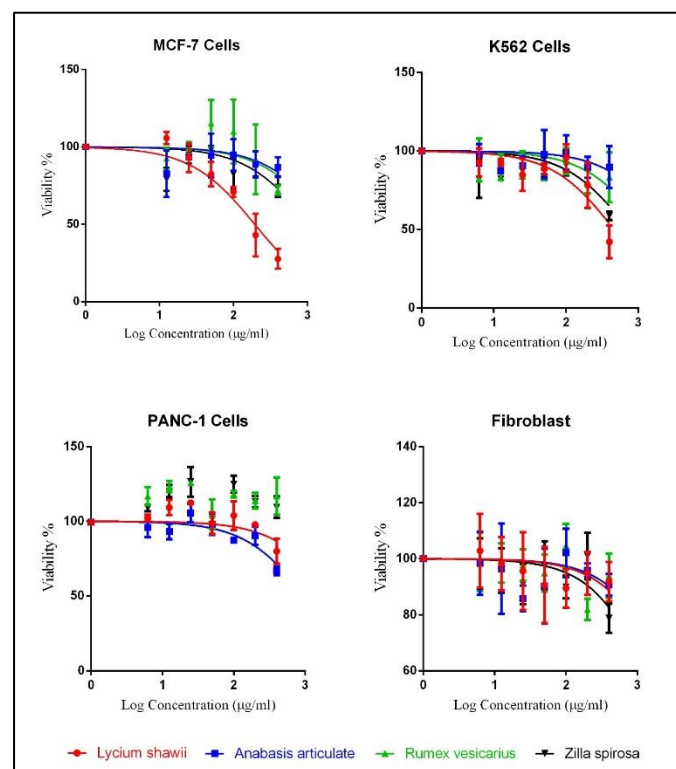 MCF-7 Cells
150
100
50
0
Viability %
0 1 2 3
Log Concentration (µg/ml)
K562 Cells
150
100
50
0
Viability %
0 1 2 3
Log Concentration (µg/ml)
PANC-1 Cells
150
100
50
0
Viability %
0 1 2 3
Log Concentration (µg/ml)
Fibroblast
140
120
100
80
60
Viability %
0 1 2 3
Log Concentration (µg/ml)
Lycium shawii Anabasis articulate Rumex vesicarius Zilla spirosa